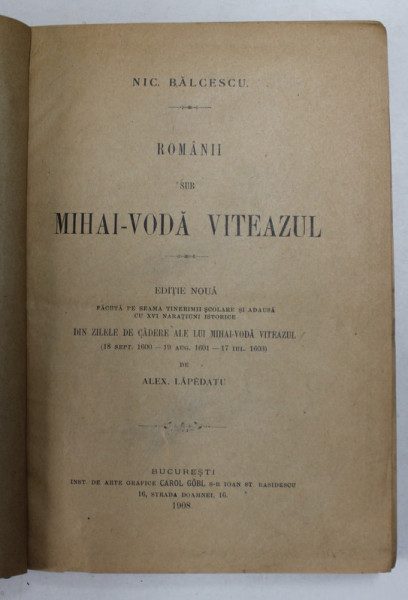 NIC. BĂLCESCU.
ROMÂNII
SUB
MIHAI-VODĂ VITEAZUL
EDIȚIE NOUĂ
FĂCUTĂ PE SEAMA TINERIMII ȘCOLARE ȘI ADAUSĂ
CU XVI NARAȚIUNI ISTORICE
DIN ZILELE DE CĂDERE ALE LUI MIHAI-VODĂ VITEAZUL
(18 SEPT. 1600 — 19 AUG. 1601 — 17 IUL. 1603)
DE
ALEX. LĂPĔDATU
BUCUREȘTI
INST. DE ARTE GRAFICE CAROL GÖBL S-R IOAN ST. RASIDESCU
16, STRADA DOAMNEI, 16.
1908